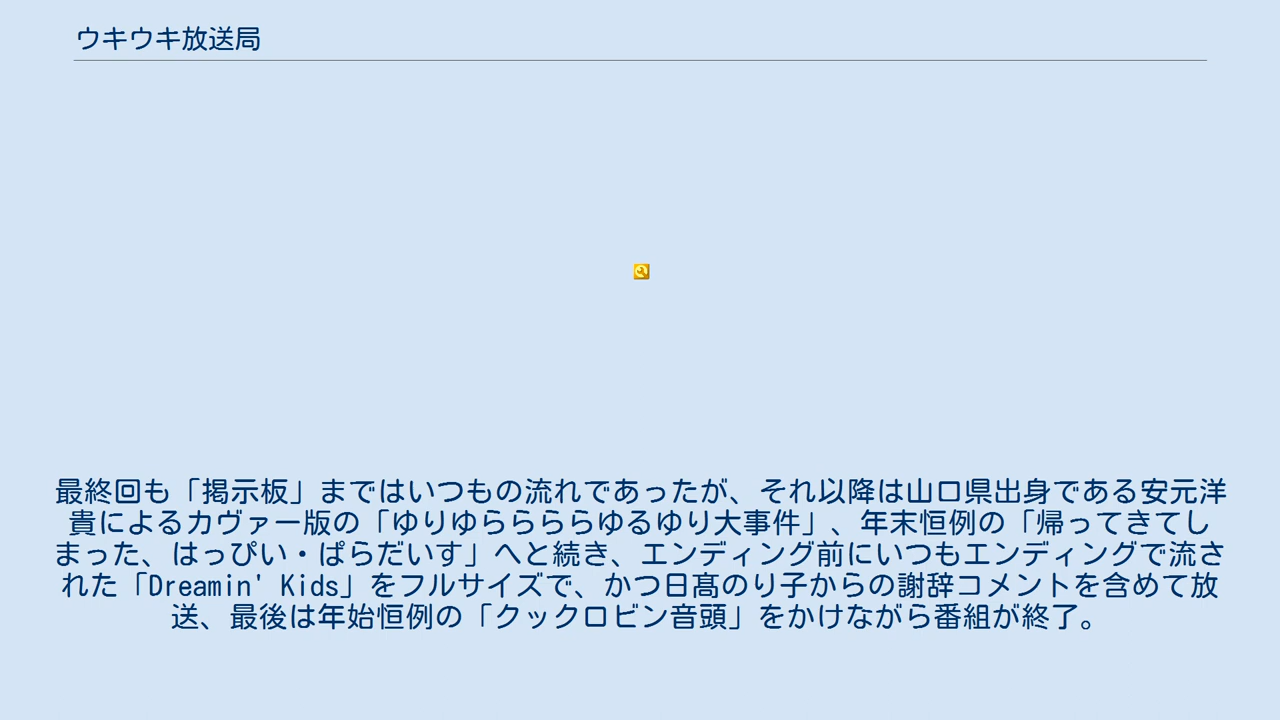 ウキウキ放送局
最終回も「掲示板」まではいつもの流れであったが、それ以降は山口県出身である安元洋
貴によるカヴァー版の「ゆりゆららららゆるゆり大事件」、年末恒例の「帰ってきてし
まった、はっぴい・ぱらだいす」へと続き、エンディング前にいつもエンディングで流さ
れた「Dreamin' Kids」をフルサイズで、かつ日髙のり子からの謝辞コメントを含めて放
送、最後は年始恒例の「クックロビン音頭」をかけながら番組が終了。